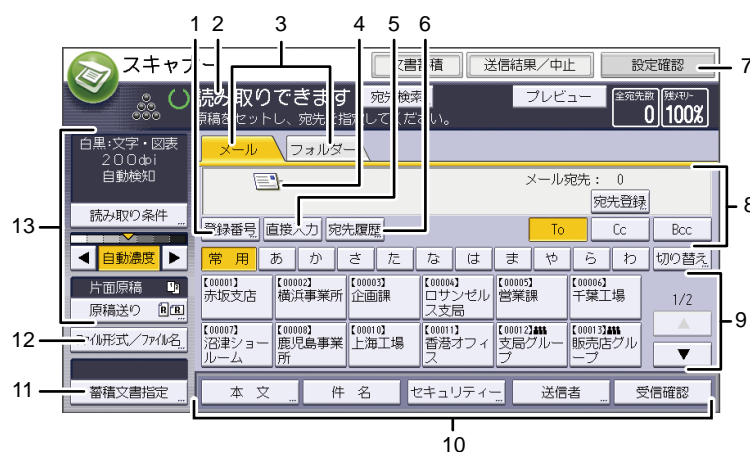 1 2 3 4 5 6
スキャナー 文書蓄積 送信結果/中止 設定確認 7
読み取りできます 宛先検索 プレビュー 全宛先数 0 残メモリー 100%
原稿をセットし、宛先を指定してください。
白黒:文字・図表
200dpi
自動検知
メール フォルダー
メール宛先: 0
宛先登録
8
13 読み取り条件
登録番号 直接入力 宛先履歴 To Cc Bcc
自動濃度
常用 あ か さ た な は ま や ら わ 切り替え
片面原稿
原稿送り
【00001】 赤坂支店
【00002】 横浜事業所
【00003】 企画課
【00004】 ロサンゼルス支局
【00005】 営業課
【00006】 千葉工場
1/2
9
12 ファイル形式/ファイル名
【00007】 沼津ショールーム
【00008】 鹿児島事業所
【00010】 上海工場
【00011】 香港オフィス
【00012】 支局グループ
【00013】 販売店グループ
11 蓄積文書指定
本文 件名 セキュリティー 送信者 受信確認
10